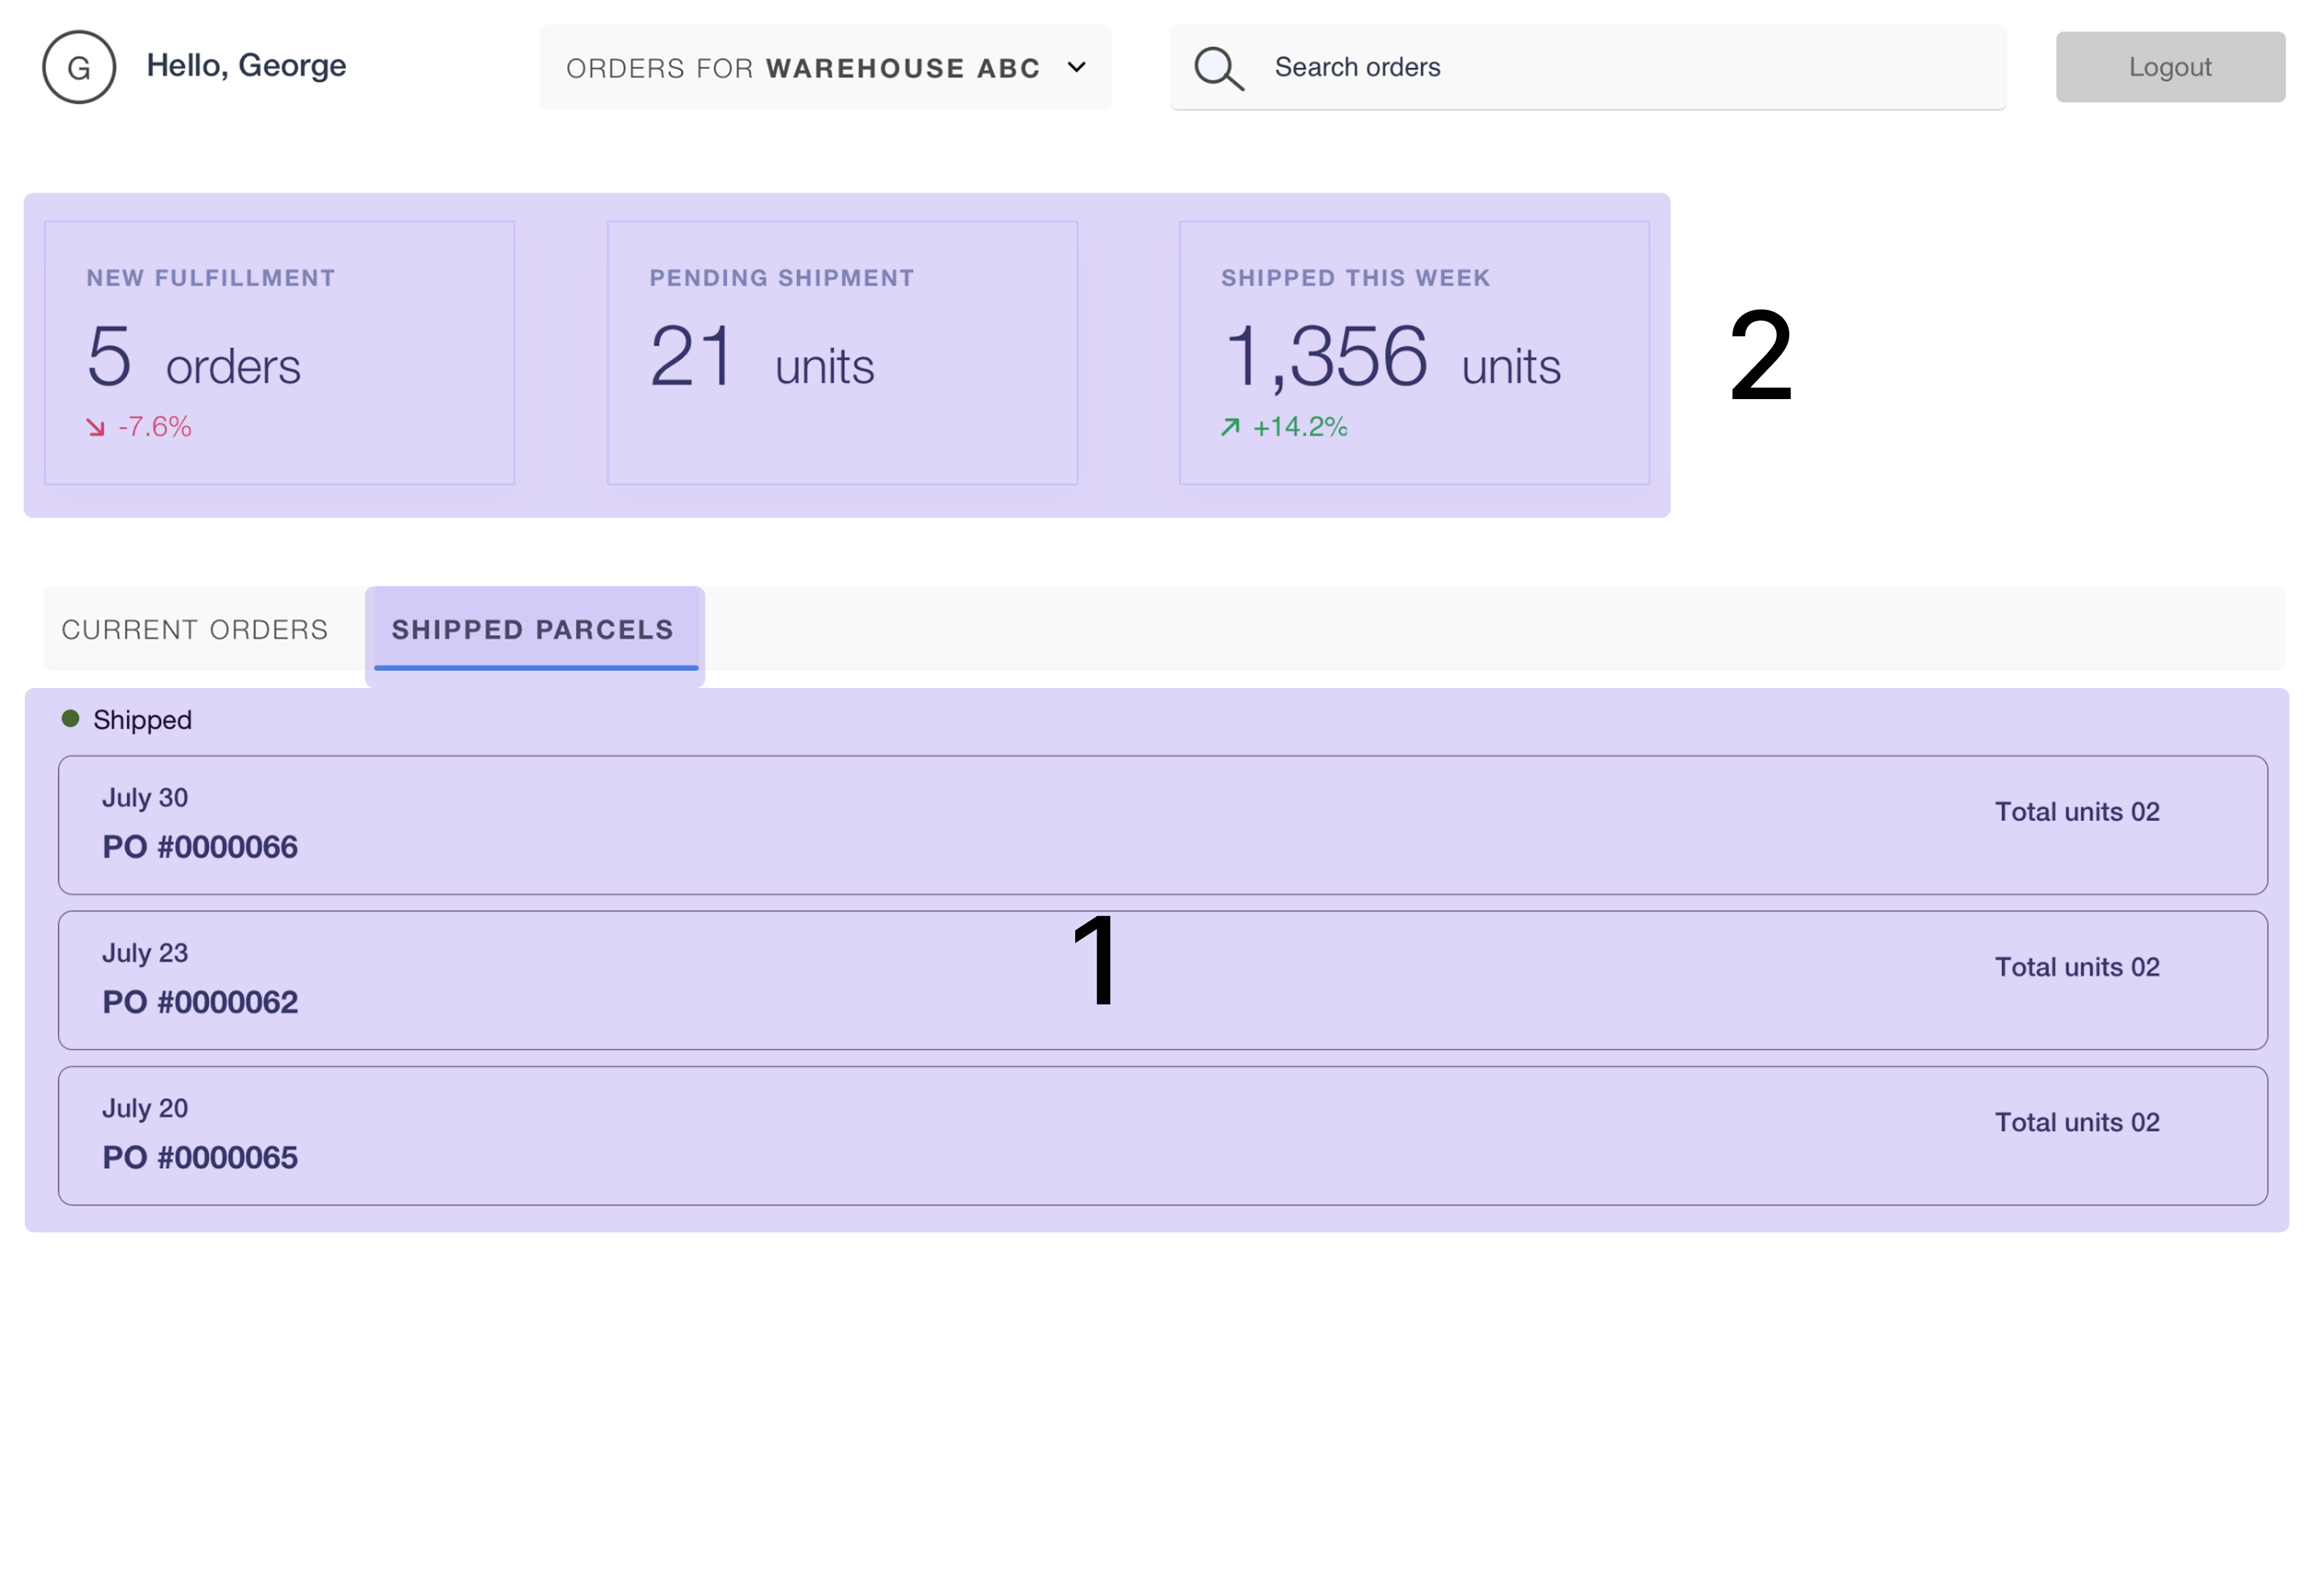 G
Hello, George
ORDERS FOR WAREHOUSE ABC
Search orders
Logout
NEW FULFILLMENT
5 orders
-7.6%
PENDING SHIPMENT
21 units
SHIPPED THIS WEEK
1,356 units
+14.2%
2
CURRENT ORDERS
SHIPPED PARCELS
Shipped
July 30
PO #0000066
Total units 02
July 23
PO #0000062
Total units 02
1
July 20
PO #0000065
Total units 02